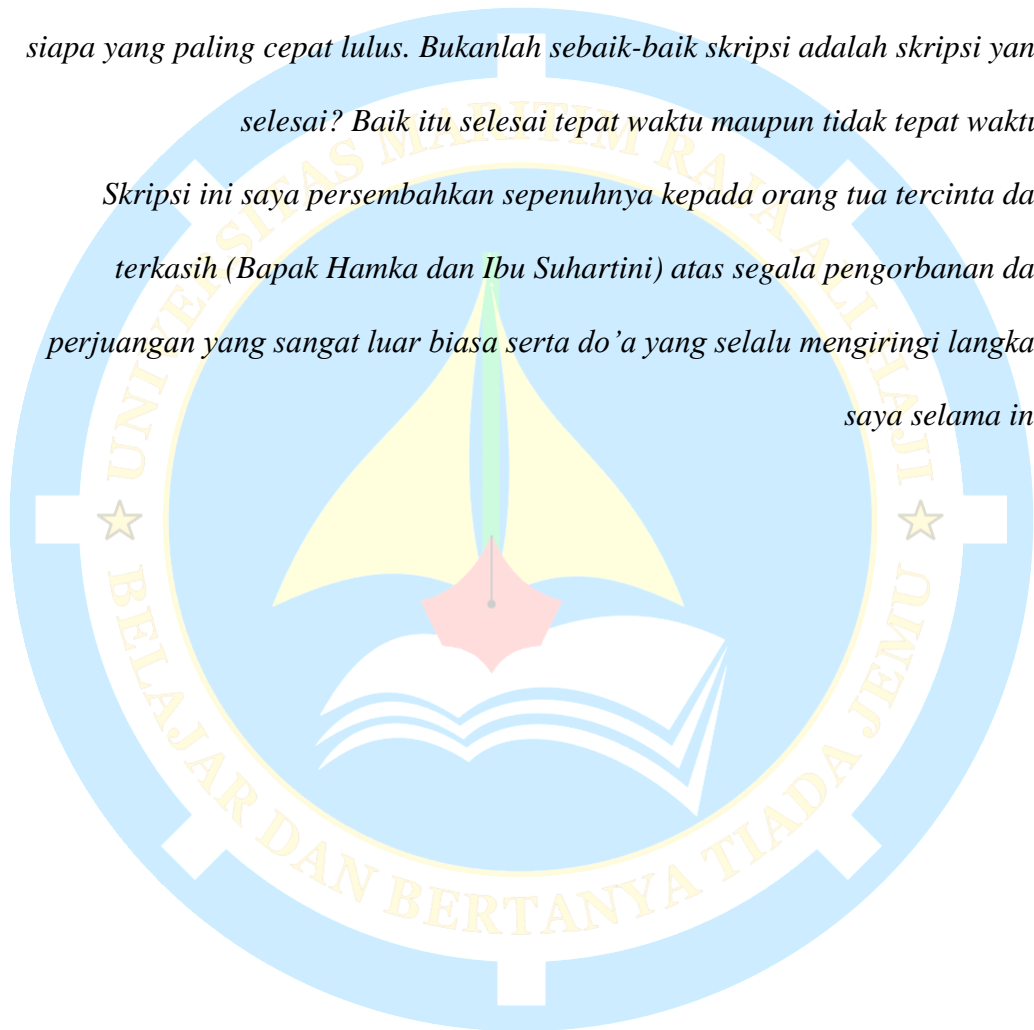 siapa yang paling cepat lulus. Bukanlah sebaik-baik skripsi adalah skripsi yan
selesai? Baik itu selesai tepat waktu maupun tidak tepat waktu
Skripsi ini saya persembahkan sepenuhnya kepada orang tua tercinta da
terkasih (Bapak Hamka dan Ibu Suhartini) atas segala pengorbanan da
perjuangan yang sangat luar biasa serta do’a yang selalu mengiringi langka
saya selama in
UNIVERSITAS MARITIM RAJA ALI HAJI
BELAJAR DAN BERTANYA TIADA JEMU